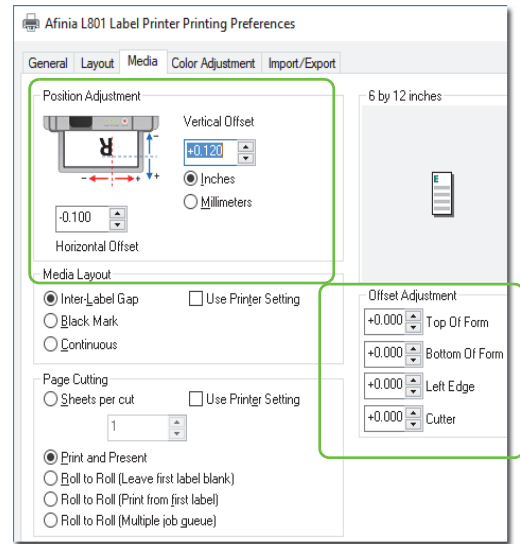 Afinia L801 Label Printer Printing Preferences
General Layout Media Color Adjustment Import/Export
Position Adjustment
R
Vertical Offset
+0.120
Inches
Millimeters
-0.100
Horizontal Offset
6 by 12 inches
E
Media Layout
Inter-Label Gap
Use Printer Setting
Black Mark
Continuous
Offset Adjustment
+0.000 Top Of Form
+0.000 Bottom Of Form
+0.000 Left Edge
+0.000 Cutter
Page Cutting
Sheets per cut
Use Printer Setting
1
Print and Present
Roll to Roll (Leave first label blank)
Roll to Roll (Print from first label)
Roll to Roll (Multiple job queue)